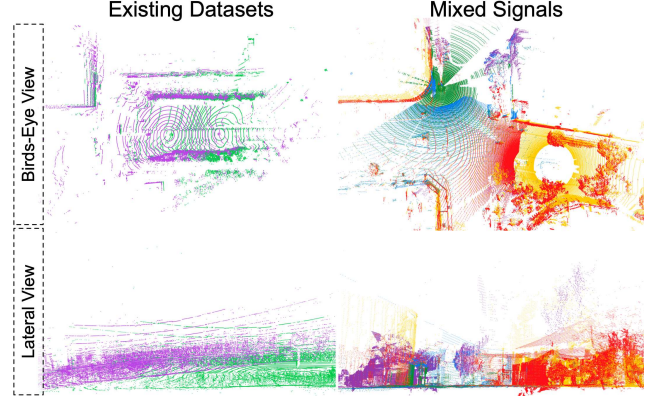 Existing Datasets
Mixed Signals
Birds-Eye View
Lateral View